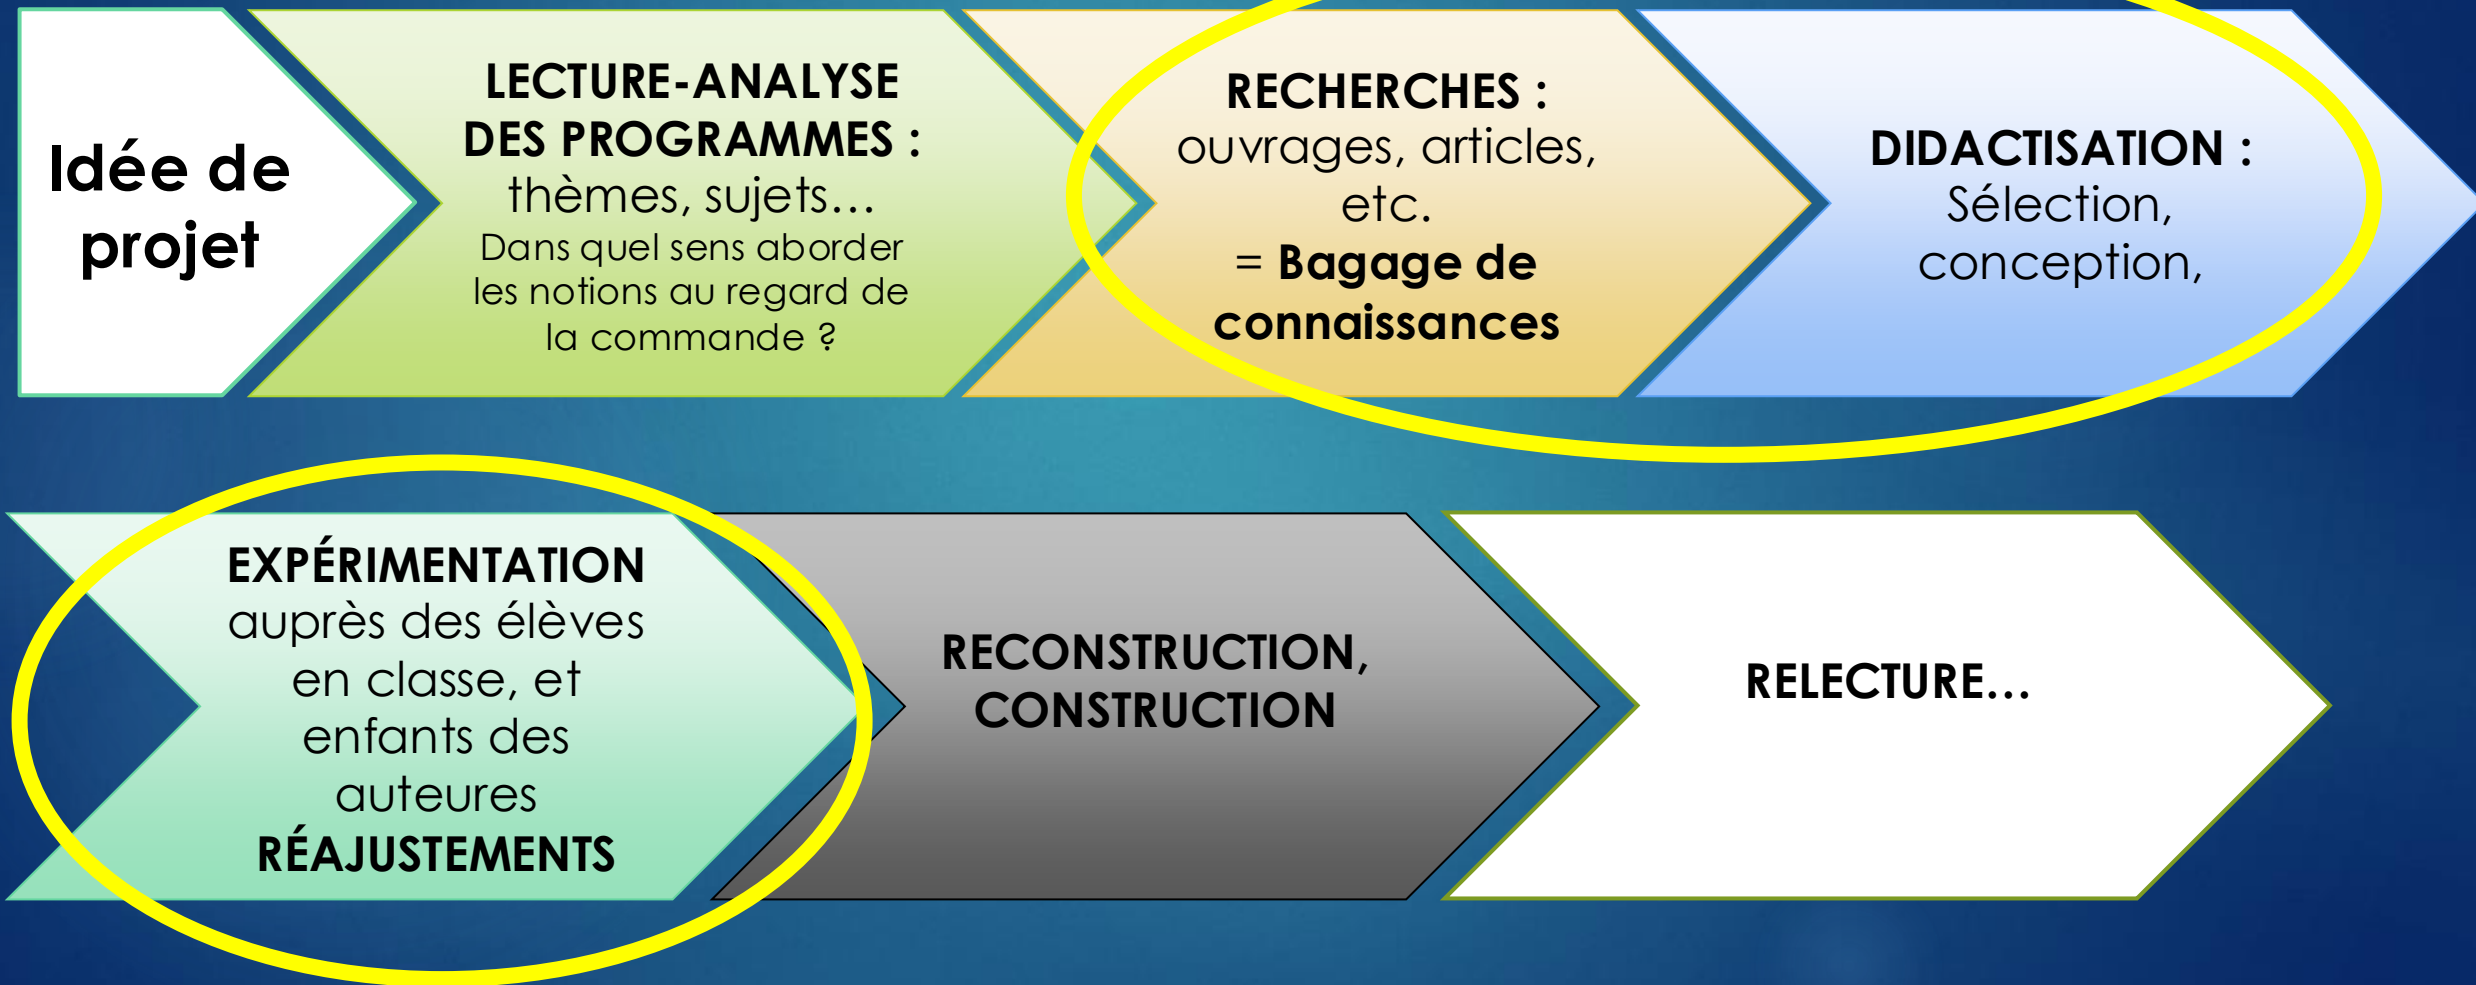 Idée de
projet
LECTURE-ANALYSE
DES PROGRAMMES :
thèmes, sujets…
Dans quel sens aborder
les notions au regard de
la commande ?
RECHERCHES :
ouvrages, articles,
etc.
= Bagage de
connaissances
DIDACTISATION :
Sélection,
conception,
EXPÉRIMENTATION
auprès des élèves
en classe, et
enfants des
auteures
RÉAJUSTEMENTS
RECONSTRUCTION,
CONSTRUCTION
RELECTURE…